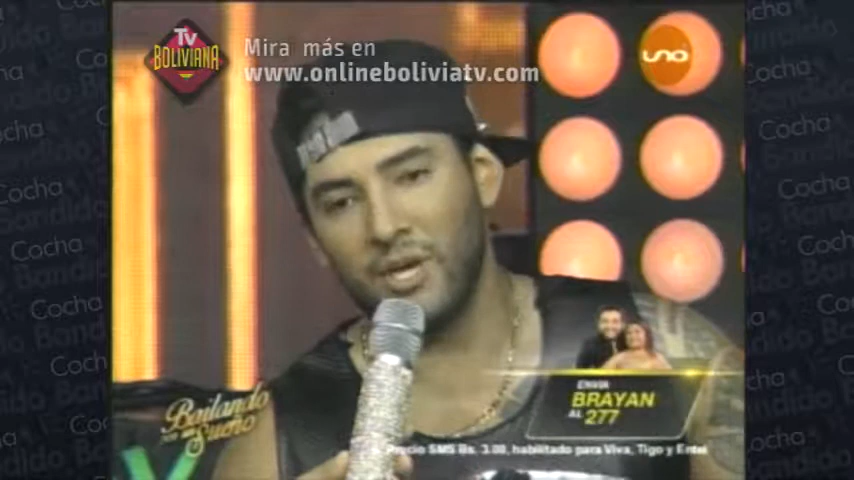 Tv
BOLIVIANA
Mira más en
www.onlineboliviatv.com
uno
Cocha
Bandido
Bailando
Sueño
ENVIA
BRAYAN
AL 277
Precio SMS Bs. 3.00, habilitado para Viva, Tigo y Entel